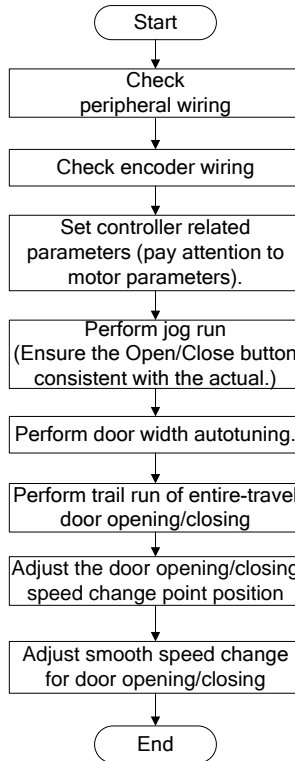 Start
Check
peripheral wiring
Check encoder wiring
Set controller related
parameters (pay attention to
motor parameters).
Perform jog run
(Ensure the Open/Close button
consistent with the actual.)
Perform door width autotuning.
Perform trail run of entire-travel
door opening/closing
Adjust the door opening/closing
speed change point position
Adjust smooth speed change
for door opening/closing
End